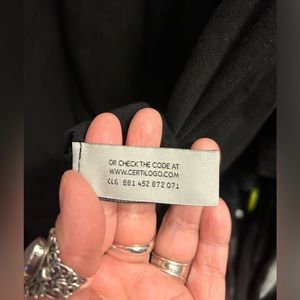 OR CHECK THE CODE AT
WWW.CERTILOGO.COM
CLG 881 452 872 071